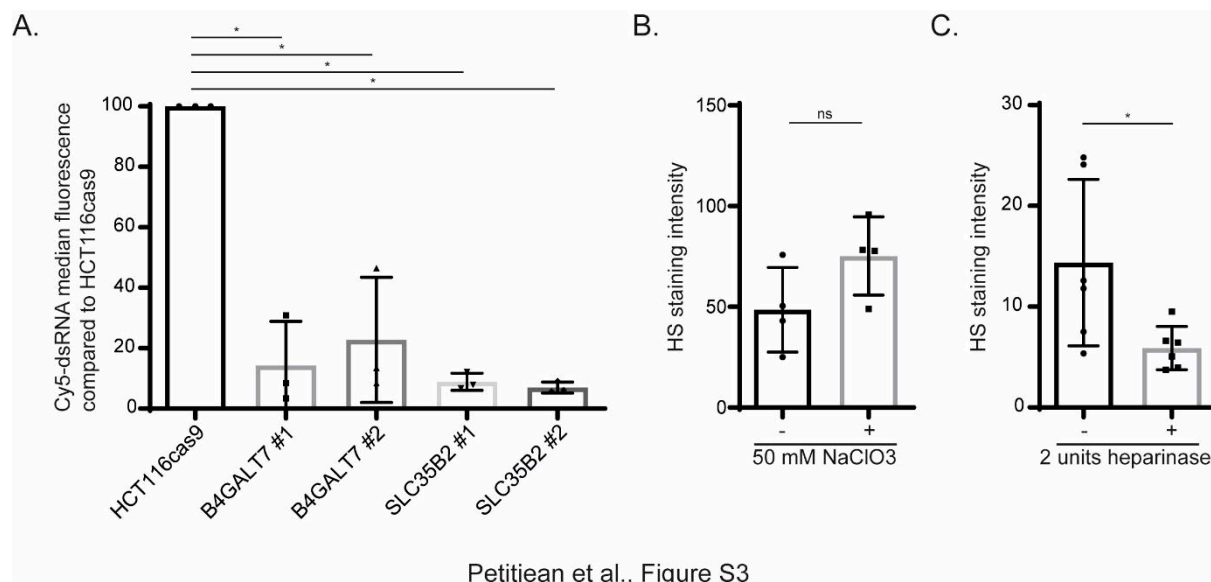 A.
*
*
*
*
Cy5-dsRNA median fluorescence
compared to HCT116cas9
100
80
60
40
20
0
HCT116cas9
B4GALT7 #1
B4GALT7 #2
SLC35B2 #1
SLC35B2 #2
B.
HS staining intensity
150
100
50
0
ns
- +
50 mM NaClO3
C.
HS staining intensity
30
20
10
0
*
- +
2 units heparinase
Petitjean et al., Figure S3